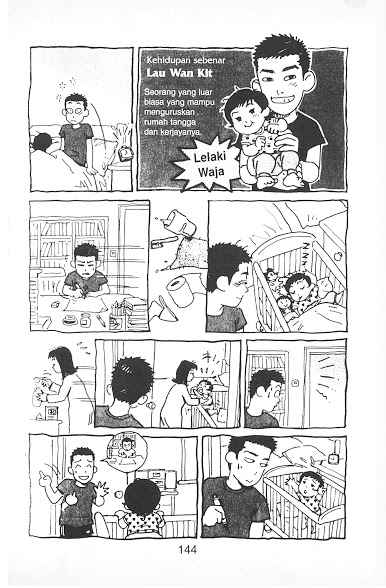 Kehidupan sebenar
Lau Wan Kit
Seorang yang luar
biasa yang mampu
menguruskan
rumah tangga
dan kerjayanya.
Lelaki
Waja
ZZZZ
144